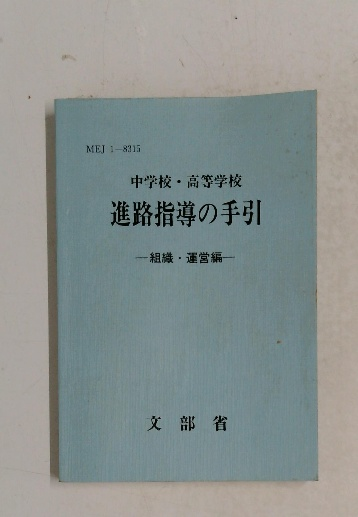 MEJ 1—8315
中学校・高等学校
進路指導の手引
—組織・運営編—
文部省